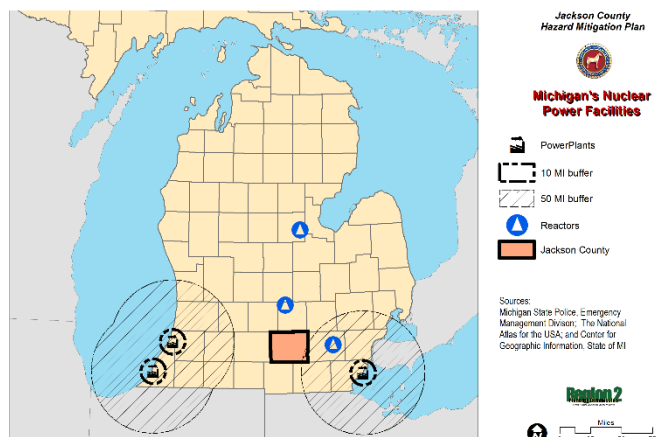 Jackson County
Hazard Mitigation Plan
Michigan's Nuclear
Power Facilities
PowerPlants
10 MI buffer
50 MI buffer
Reactors
Jackson County
Sources:
Michigan State Police, Emergency
Management Divison; The National
Atlas for the USA; and Center for
Geographic Information, State of MI
Region 2
Miles